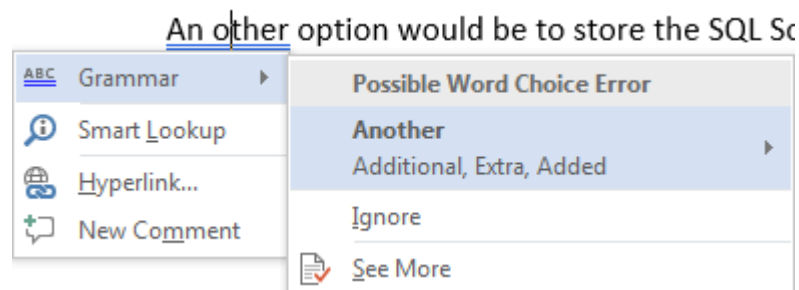 An other option would be to store the SQL Sc
ABC Grammar
Smart Lookup
Hyperlink...
New Comment
Possible Word Choice Error
Another
Additional, Extra, Added
Ignore
See More